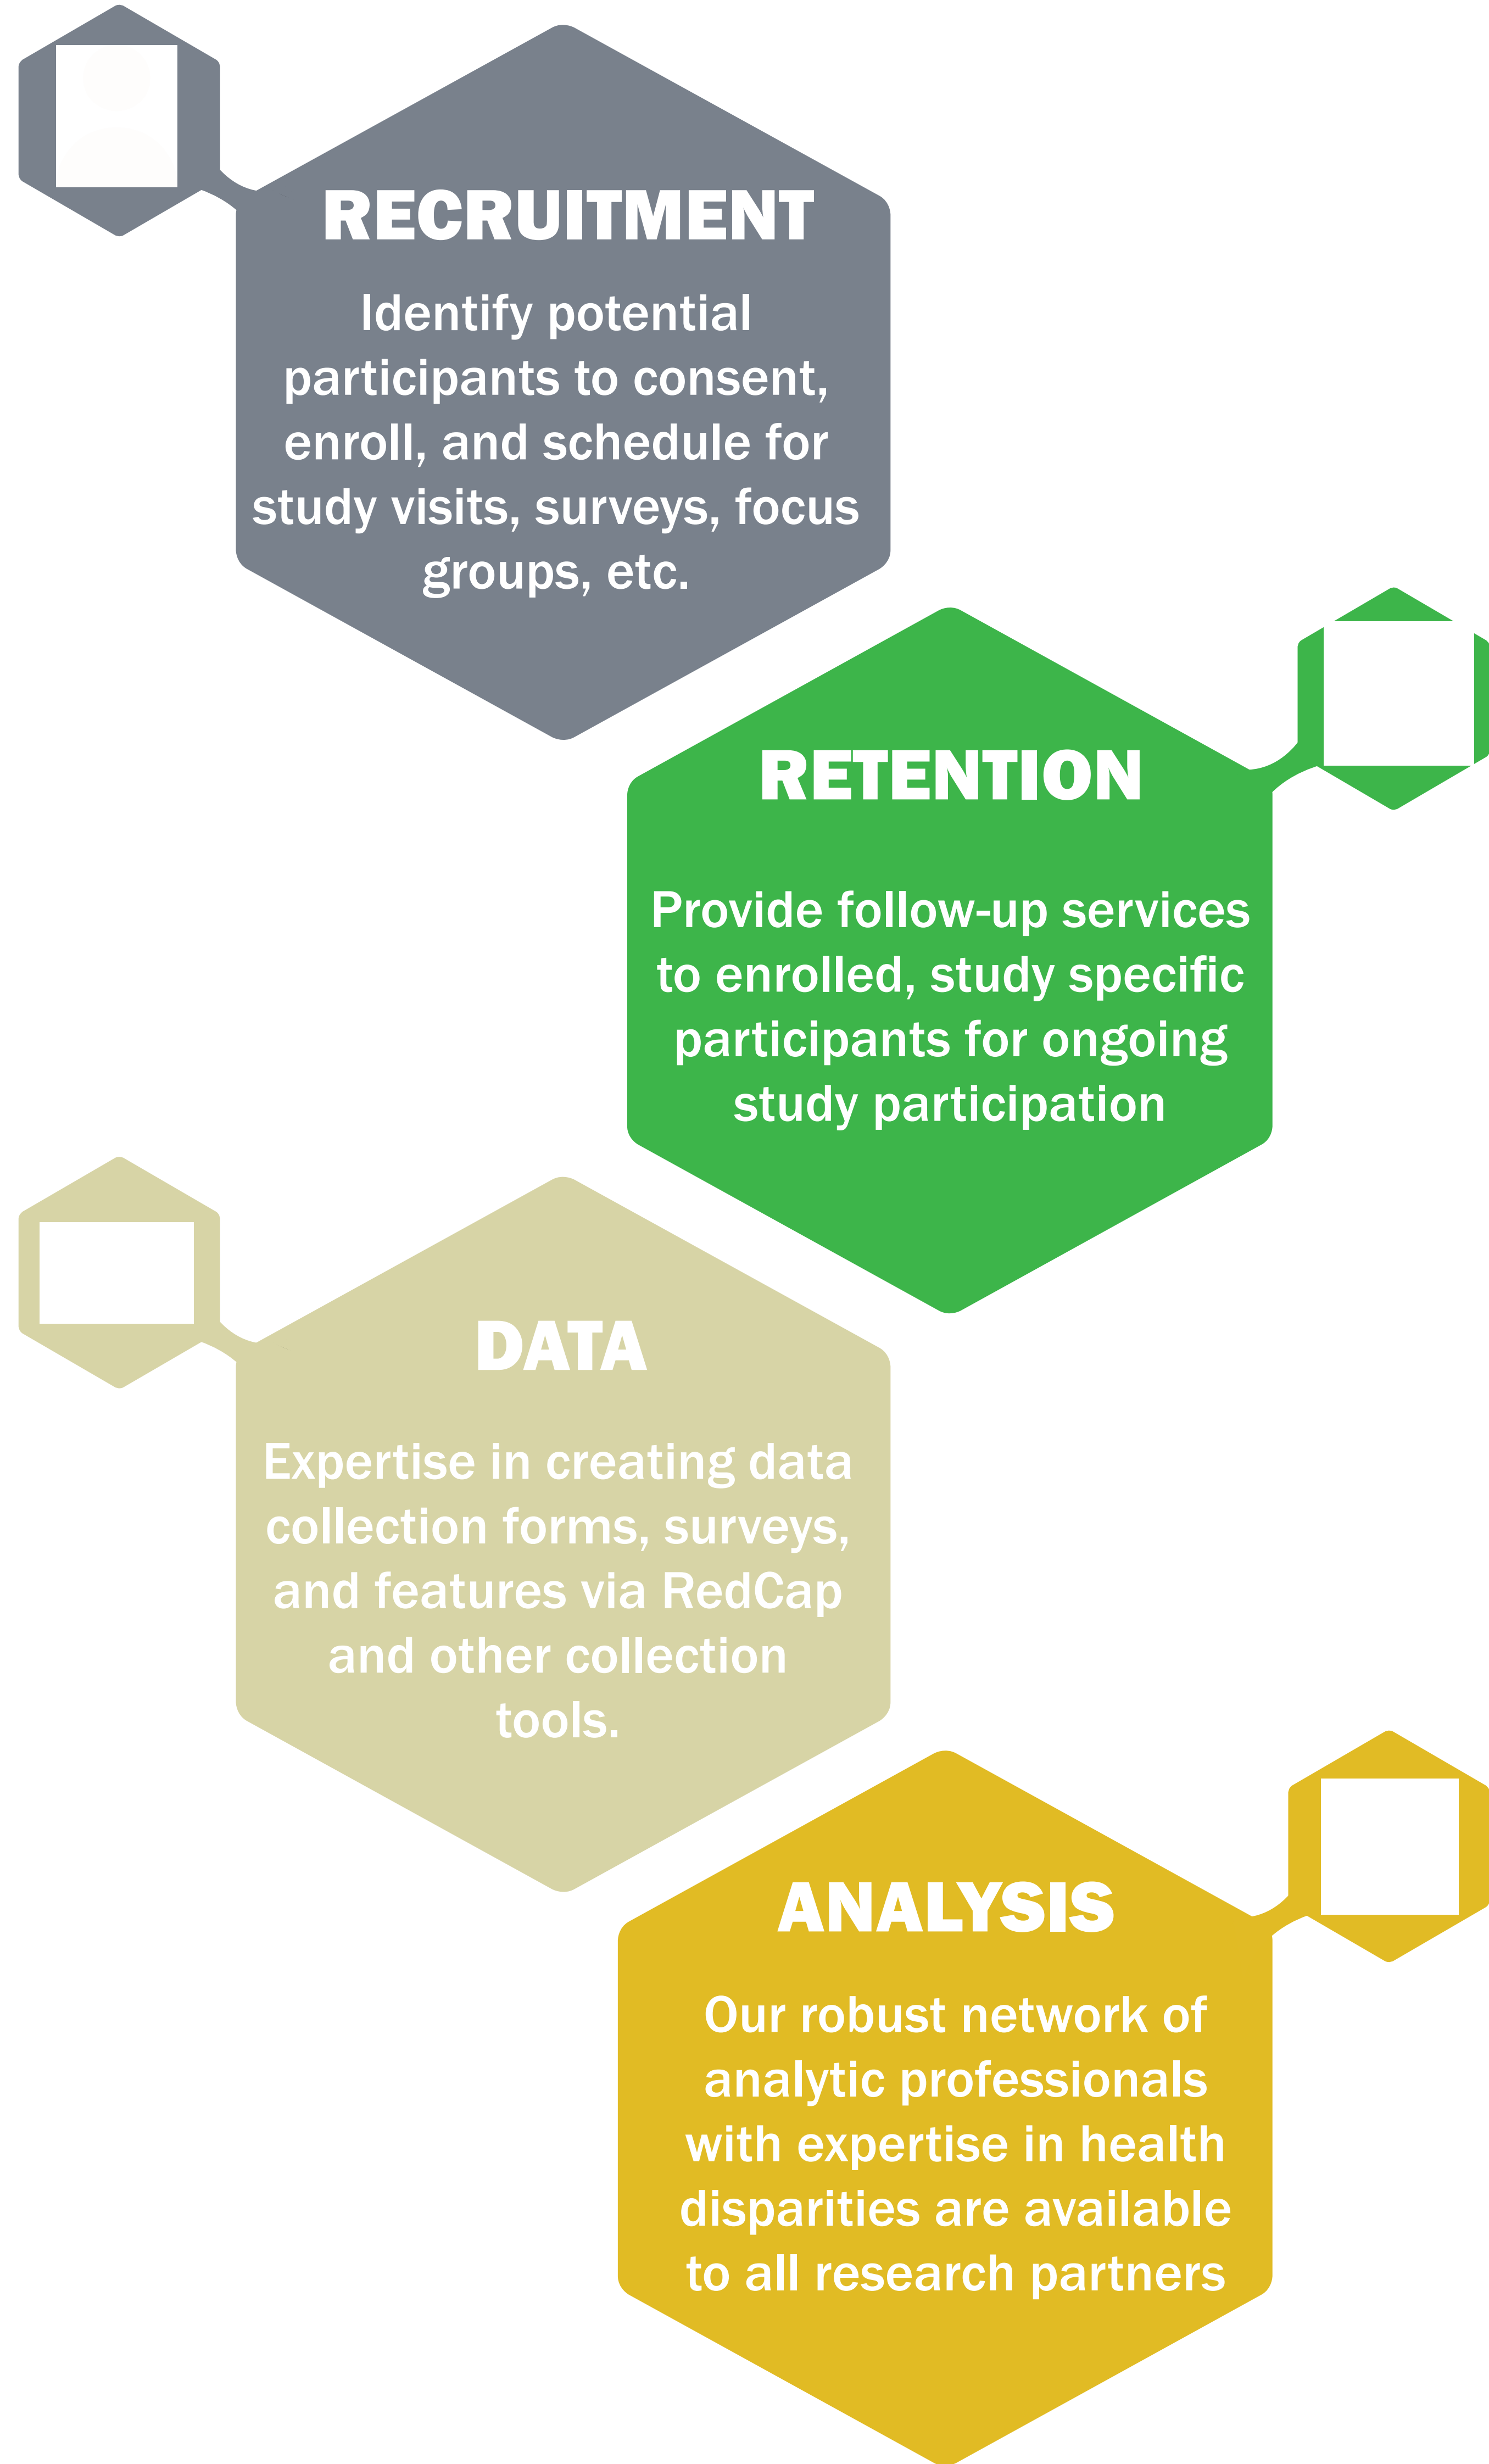 RECRUITMENT
Identify potential
participants to consent,
enroll, and schedule for
study visits, surveys, focus
groups, etc.
RETENTION
Provide follow-up services
to enrolled, study specific
participants for ongoing
study participation
DATA
Expertise in creating data
collection forms, surveys,
and features via RedCap
and other collection
tools.
ANALYSIS
Our robust network of
analytic professionals
with expertise in health
disparities are available
to all research partners